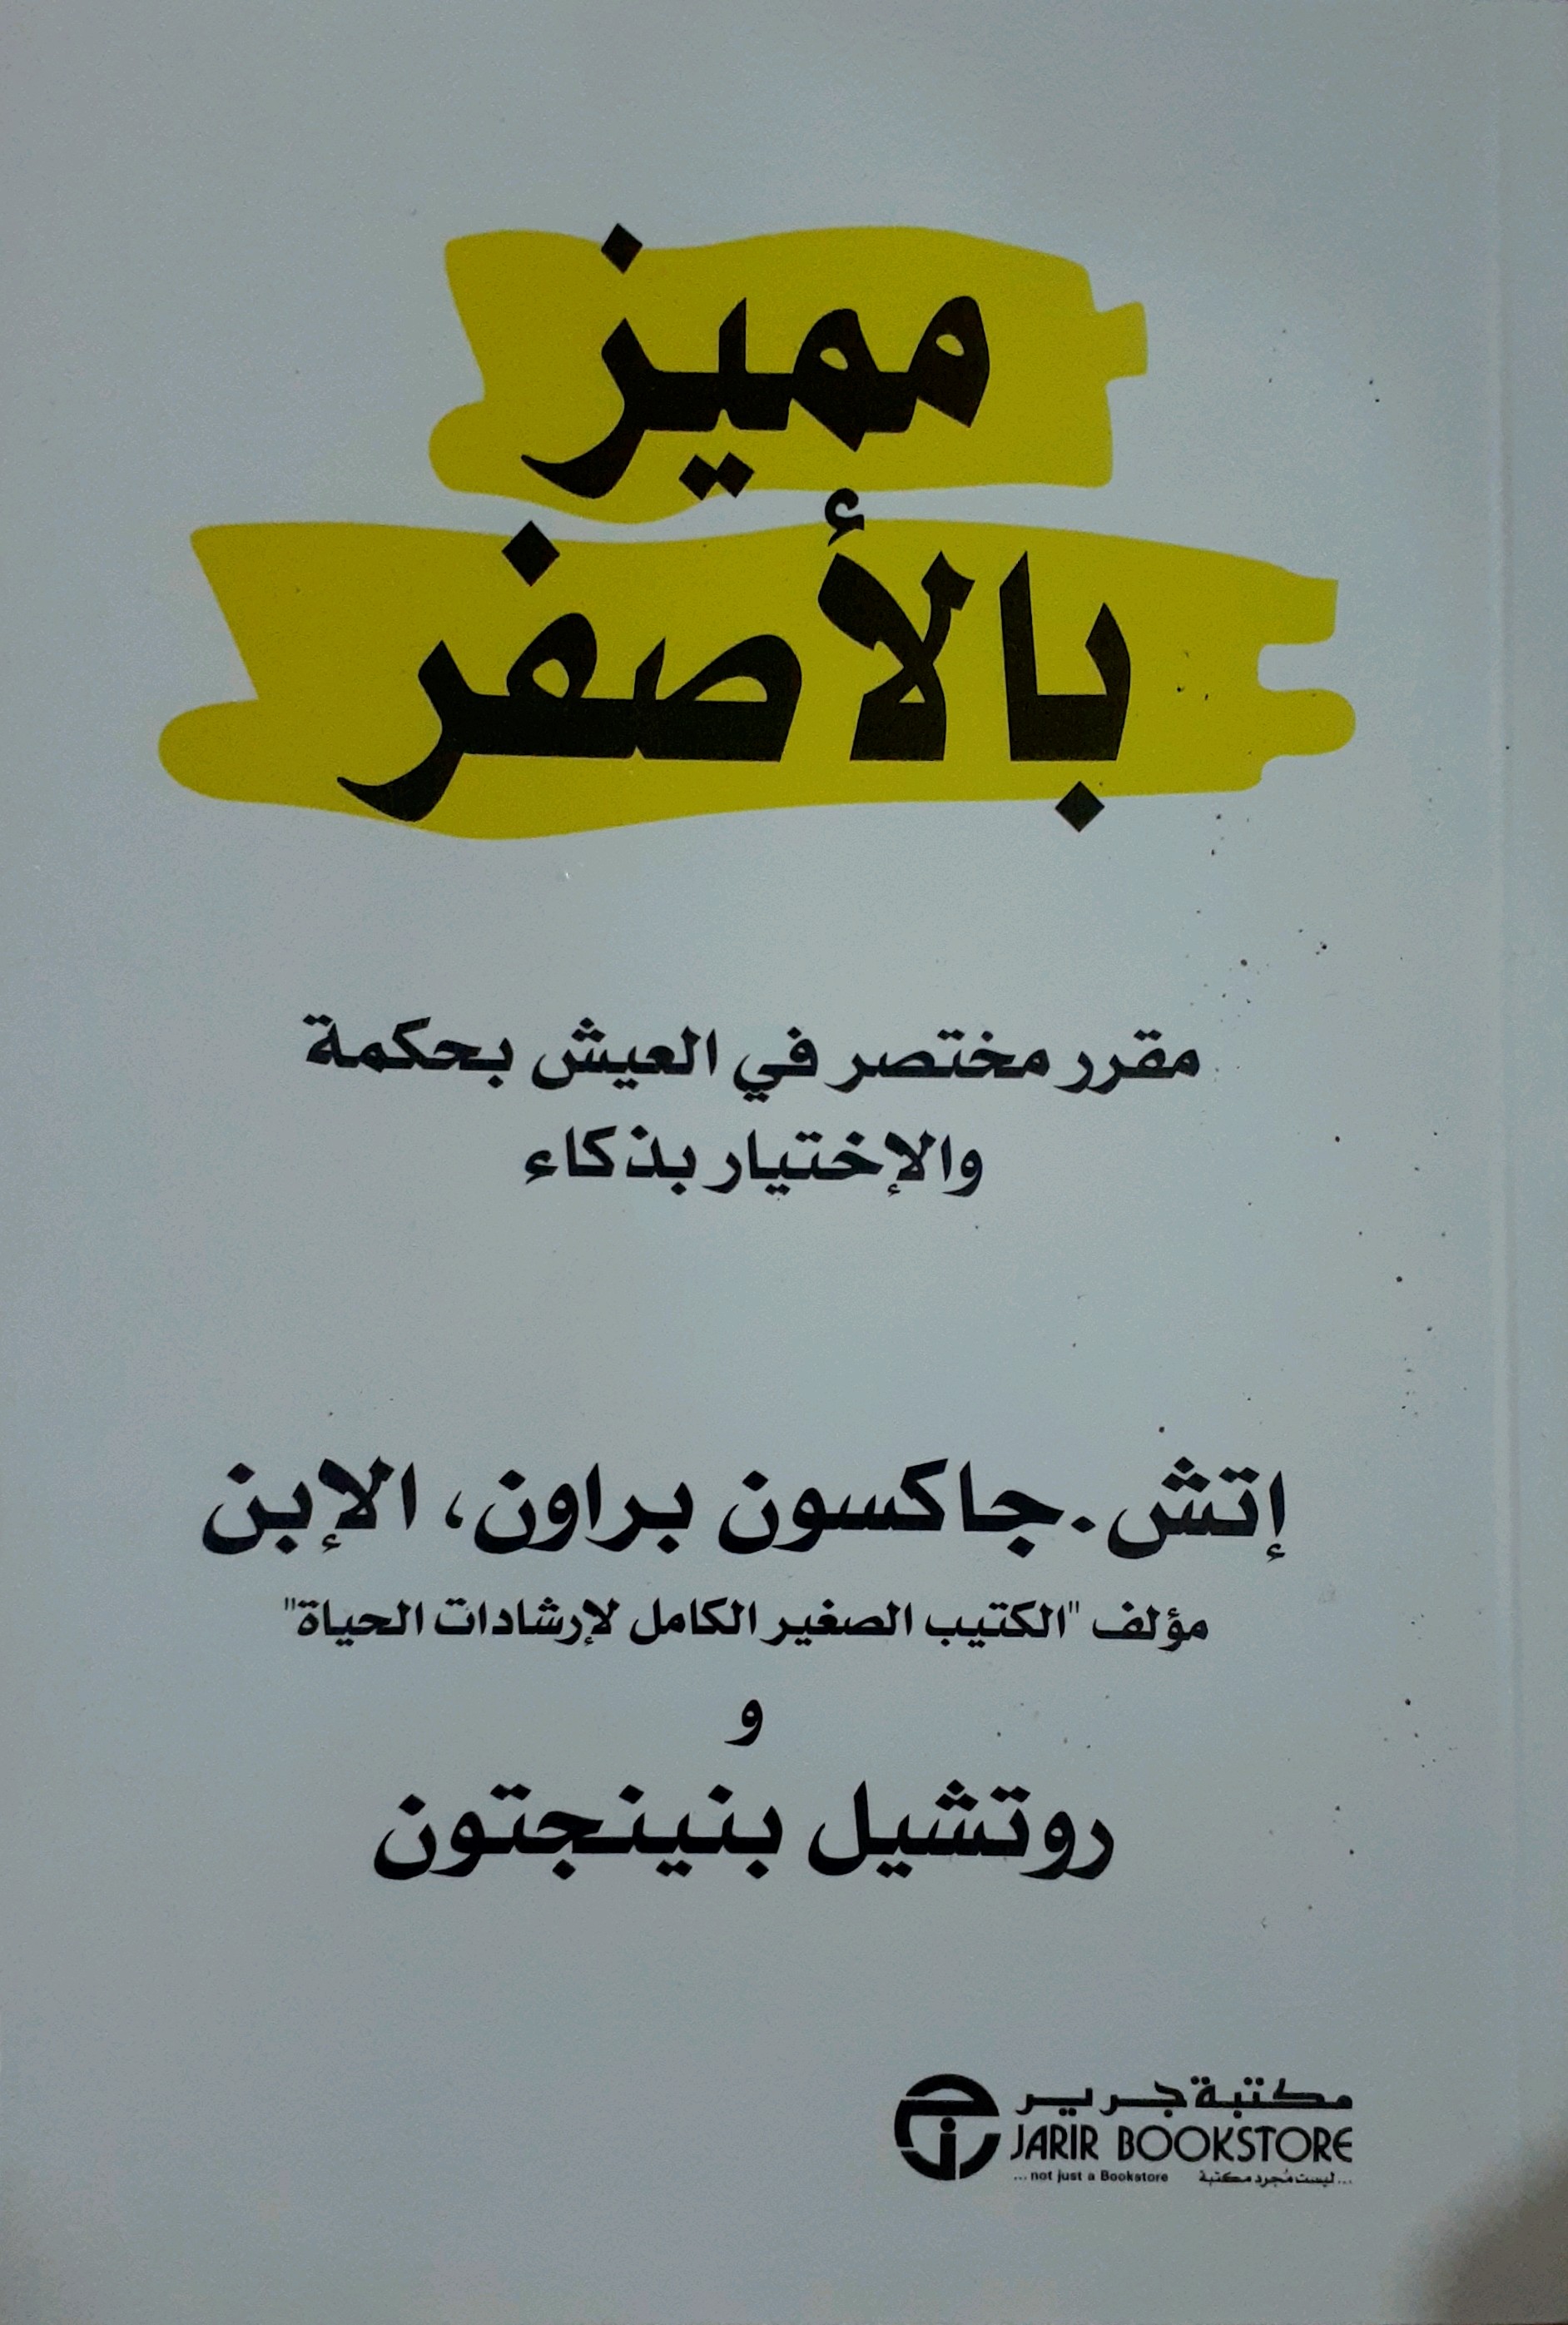 مميز
بالأصفر
مقرر مختصر في العيش بحكمة
والإختيار بذكاء
إتش. جاكسون براون، الإبن
مؤلف "الكتيب الصغير الكامل لإرشادات الحياة"
و
روتشيل بنينجتون
مكتبة جرير
JARIR BOOKSTORE
...ليست مُجرد مكتبة ...not just a Bookstore